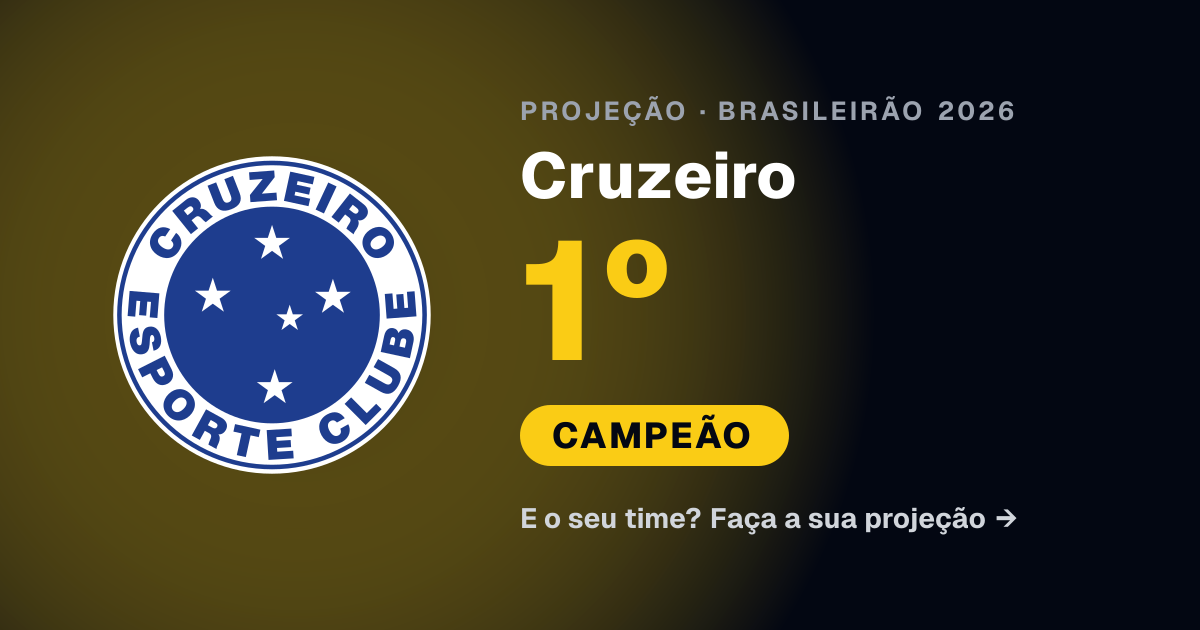 CRUZEIRO
ESPORTE CLUBE
PROJEÇÃO · BRASILEIRÃO 2026
Cruzeiro
1º
CAMPEÃO
E o seu time? Faça a sua projeção →